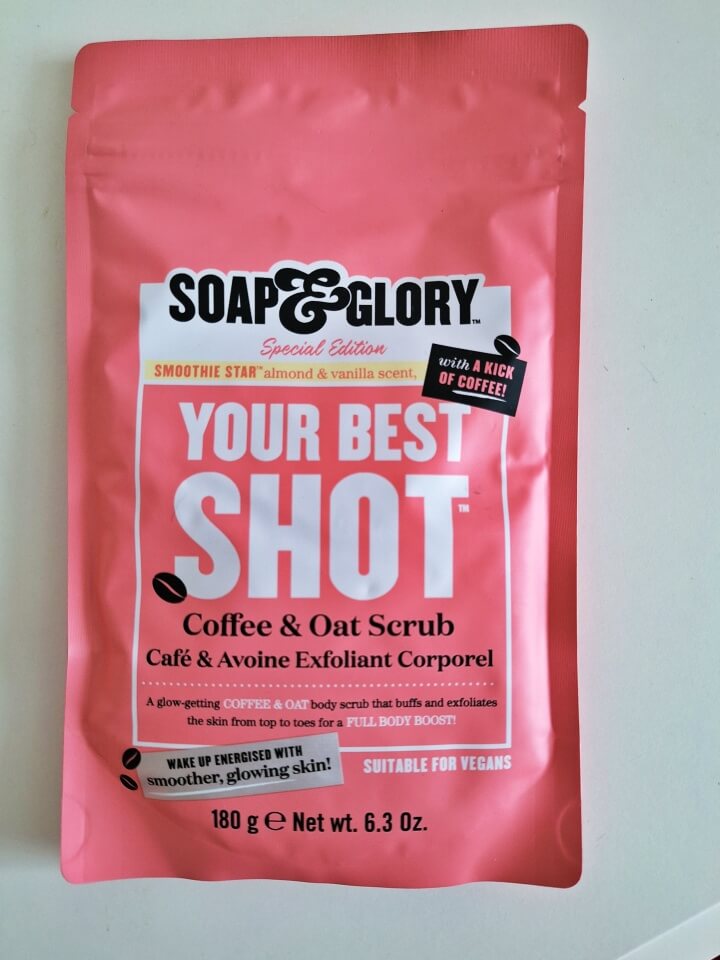 SOAP & GLORY™
Special Edition
SMOOTHIE STAR™ almond & vanilla scent,
with A KICK
OF COFFEE!
YOUR BEST
SHOT™
Coffee & Oat Scrub
Café & Avoine Exfoliant Corporel
A glow-getting COFFEE & OAT body scrub that buffs and exfoliates
the skin from top to toes for a FULL BODY BOOST!
WAKE UP ENERGISED WITH
smoother, glowing skin!
SUITABLE FOR VEGANS
180 g ℮ Net wt. 6.3 Oz.